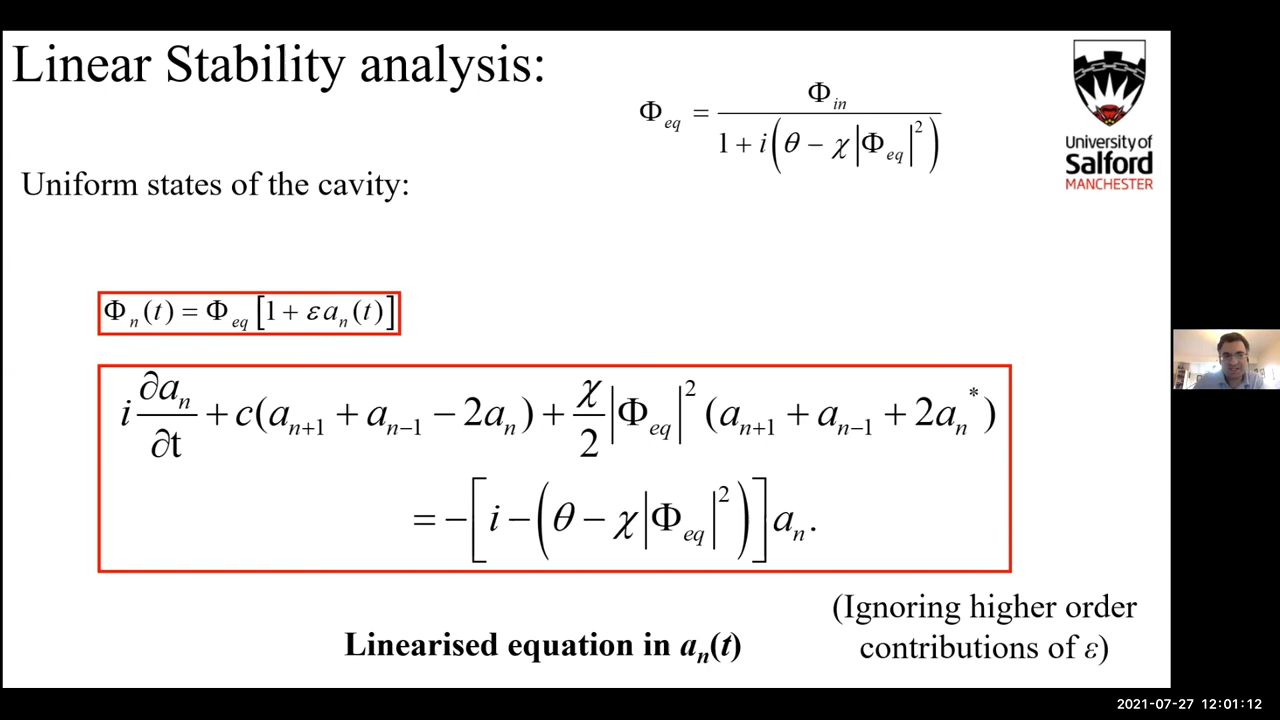 Linear Stability analysis:
Φ_eq = Φ_in / (1 + i(θ − χ|Φ_eq|²))
University of
Salford
MANCHESTER
Uniform states of the cavity:
Φ_n(t) = Φ_eq [1 + ε a_n(t)]
i ∂a_n/∂t + c(a_{n+1} + a_{n−1} − 2a_n) + χ/2 |Φ_eq|² (a_{n+1} + a_{n−1} + 2a_n^*)
= −[i − (θ − χ|Φ_eq|²)] a_n.
(Ignoring higher order
contributions of ε)
Linearised equation in a_n(t)
2021-07-27 12:01:12